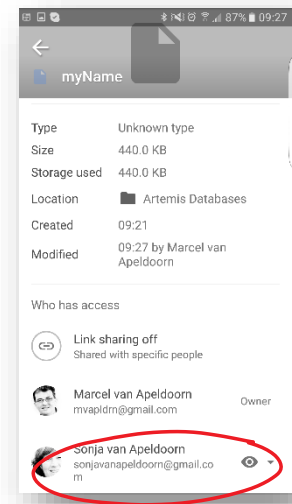 87% 09:27
myName
Type Unknown type
Size 440.0 KB
Storage used 440.0 KB
Location Artemis Databases
Created 09:21
Modified 09:27 by Marcel van
Apeldoorn
Who has access
Link sharing off
Shared with specific people
Marcel van Apeldoorn
mvapldrn@gmail.com
Owner
Sonja van Apeldoorn
sonjavanapeldoorn@gmail.co
m